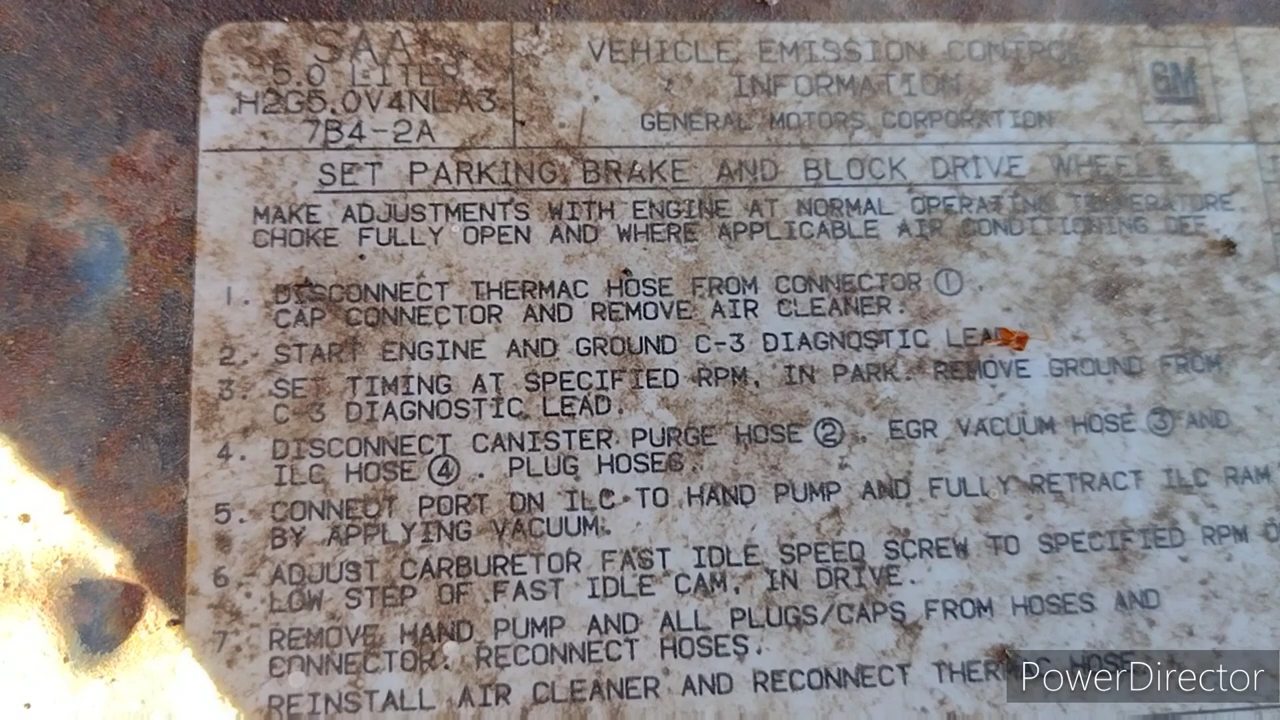 SAA
5.0 LITER
H2G5.0V4NLA3
7B4-2A
VEHICLE EMISSION CONTROL
INFORMATION
GENERAL MOTORS CORPORATION
GM
SET PARKING BRAKE AND BLOCK DRIVE WHEELS
MAKE ADJUSTMENTS WITH ENGINE AT NORMAL OPERATING TEMPERATURE,
CHOKE FULLY OPEN AND WHERE APPLICABLE AIR CONDITIONING OFF.
1. DISCONNECT THERMAC HOSE FROM CONNECTOR ①.
CAP CONNECTOR AND REMOVE AIR CLEANER.
2. START ENGINE AND GROUND C-3 DIAGNOSTIC LEAD
3. SET TIMING AT SPECIFIED RPM, IN PARK. REMOVE GROUND FROM
C-3 DIAGNOSTIC LEAD.
4. DISCONNECT CANISTER PURGE HOSE ②, EGR VACUUM HOSE ③ AND
ILC HOSE ④. PLUG HOSES.
5. CONNECT PORT ON ILC TO HAND PUMP AND FULLY RETRACT ILC RAM
BY APPLYING VACUUM.
6. ADJUST CARBURETOR FAST IDLE SPEED SCREW TO SPECIFIED RPM O
LOW STEP OF FAST IDLE CAM, IN DRIVE.
7. REMOVE HAND PUMP AND ALL PLUGS/CAPS FROM HOSES AND
CONNECTOR. RECONNECT HOSES.
REINSTALL AIR CLEANER AND RECONNECT THERMAC HOSE.
PowerDirector